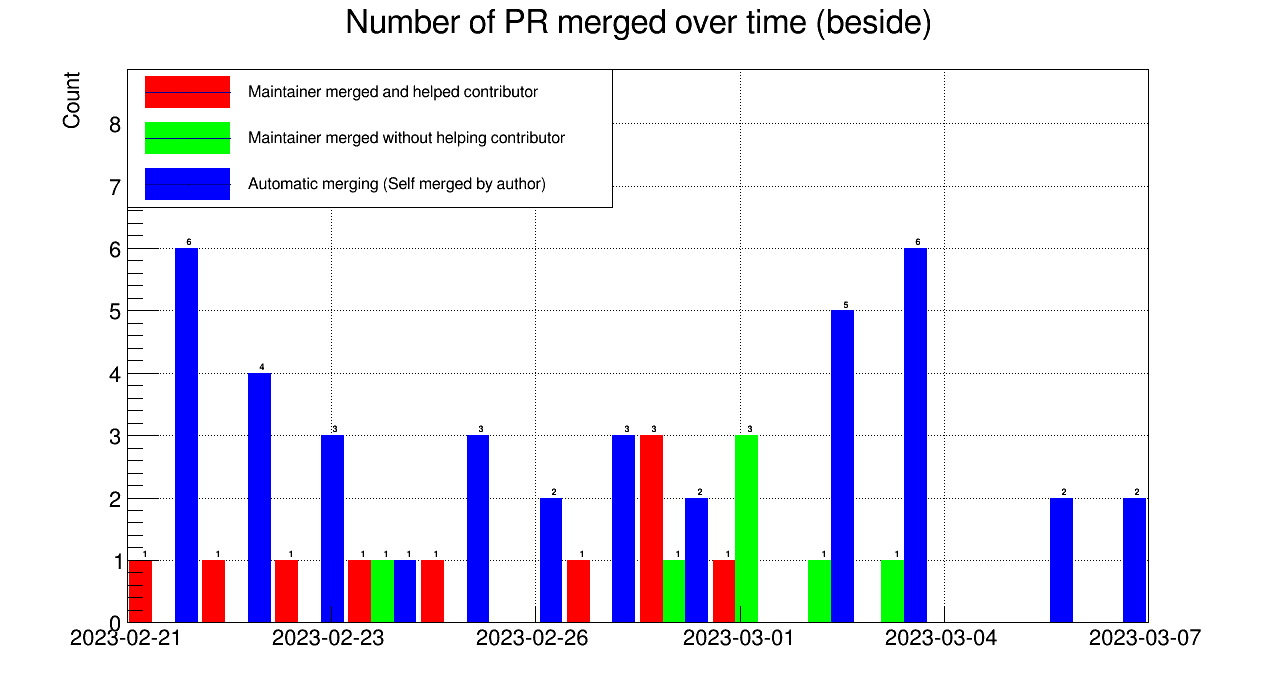 Number of PR merged over time (beside)
Count
Maintainer merged and helped contributor
Maintainer merged without helping contributor
Automatic merging (Self merged by author)
8
7
6
5
4
3
2
1
0
1 6 1 4 1 3 1 1 1 1 3 2 1 3 3 1 2 1 3 1 5 1 6 2 2
2023-02-21 2023-02-23 2023-02-26 2023-03-01 2023-03-04 2023-03-07